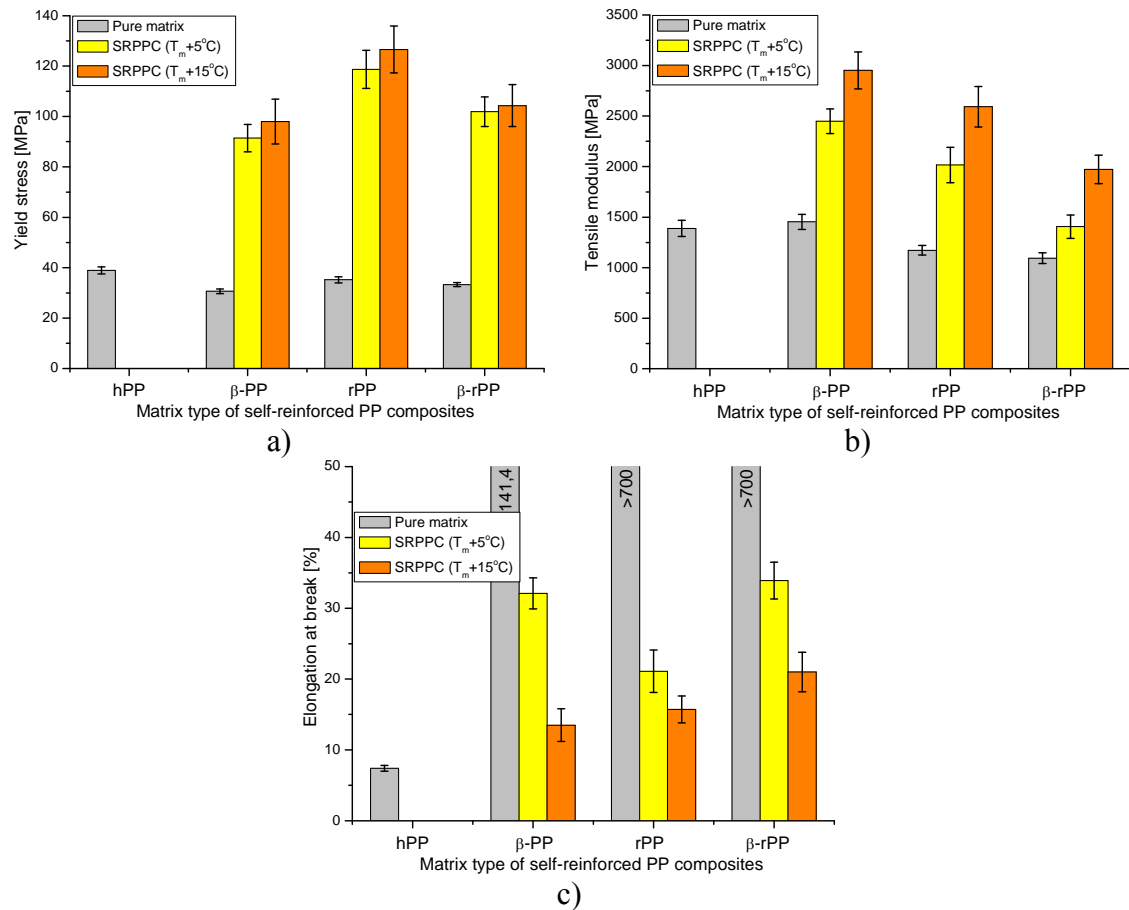 140
120
100
80
60
40
20
0
Yield stress [MPa]
Pure matrix
SRPPC (Tm+5°C)
SRPPC (Tm+15°C)
hPP
β-PP
rPP
β-rPP
Matrix type of self-reinforced PP composites
a)
3500
3000
2500
2000
1500
1000
500
0
Tensile modulus [MPa]
Pure matrix
SRPPC (Tm+5°C)
SRPPC (Tm+15°C)
hPP
β-PP
rPP
β-rPP
Matrix type of self-reinforced PP composites
b)
50
40
30
20
10
0
Elongation at break [%]
Pure matrix
SRPPC (Tm+5°C)
SRPPC (Tm+15°C)
141,4
>700
>700
hPP
β-PP
rPP
β-rPP
Matrix type of self-reinforced PP composites
c)